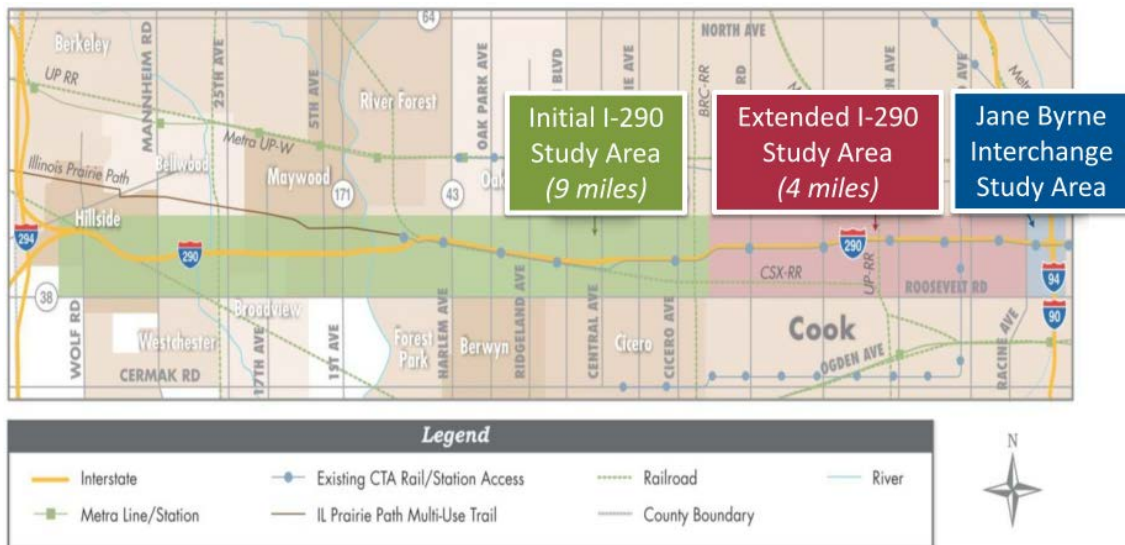 64
Berkeley
UP RR
MANNHEIM RD
25TH AVE
5TH AVE
River Forest
OAK PARK AVE
NORTH AVE
BRC-RR
RD
Initial I-290
Study Area
(9 miles)
Extended I-290
Study Area
(4 miles)
Jane Byrne
Interchange
Study Area
Metra UP-W
Bellwood
Maywood
Illinois Prairie Path
171
43
Hillside
294
290
290
CSX-RR
UP-RR
ROOSEVELT RD
94
38
Broadview
WOLF RD
Westchester
17TH AVE
1ST AVE
Forest
Park
HARLEM AVE
Berwyn
RIDGELAND AVE
CENTRAL AVE
Cicero
CICERO AVE
Cook
OGDEN AVE
RACINE AVE
90
CERMAK RD
Legend
Interstate
Existing CTA Rail/Station Access
Railroad
River
Metra Line/Station
IL Prairie Path Multi-Use Trail
County Boundary
N